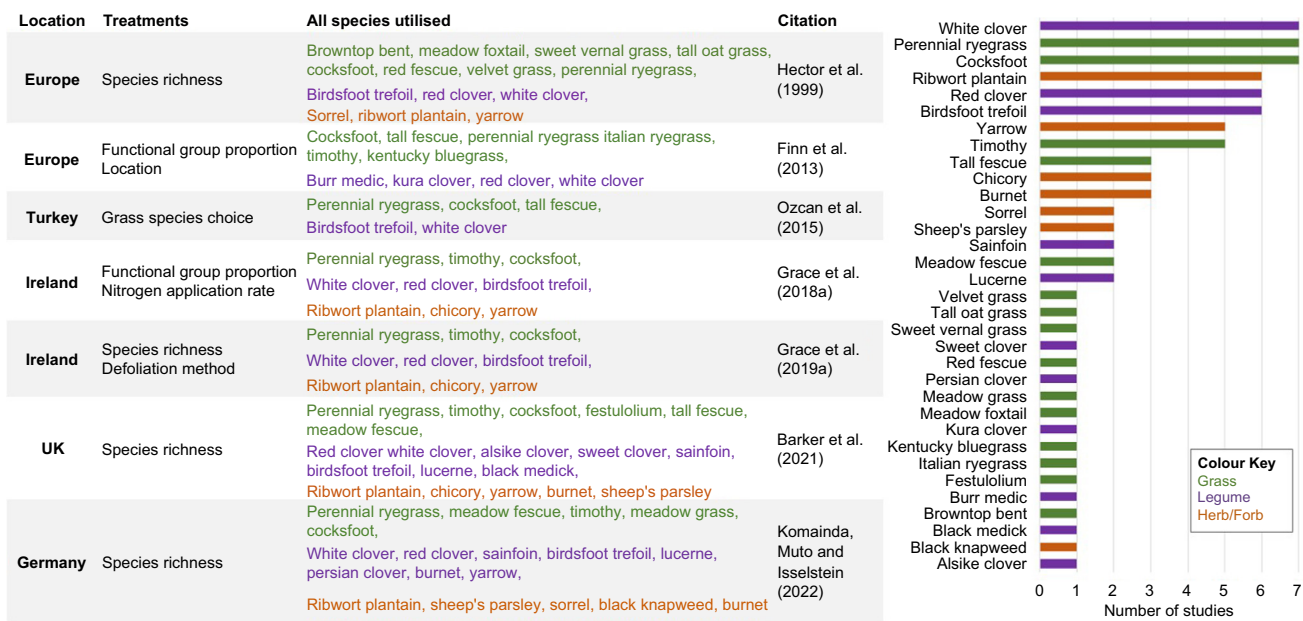 Location Treatments All species utilised Citation
Europe Species richness
Browntop bent, meadow foxtail, sweet vernal grass, tall oat grass,
cocksfoot, red fescue, velvet grass, perennial ryegrass,
Birdsfoot trefoil, red clover, white clover,
Sorrel, ribwort plantain, yarrow
Hector et al.
(1999)
Europe
Functional group proportion
Location
Cocksfoot, tall fescue, perennial ryegrass italian ryegrass,
timothy, kentucky bluegrass,
Burr medic, kura clover, red clover, white clover
Finn et al.
(2013)
Turkey Grass species choice
Perennial ryegrass, cocksfoot, tall fescue,
Birdsfoot trefoil, white clover
Ozcan et al.
(2015)
Ireland
Functional group proportion
Nitrogen application rate
Perennial ryegrass, timothy, cocksfoot,
White clover, red clover, birdsfoot trefoil,
Ribwort plantain, chicory, yarrow
Grace et al.
(2018a)
Ireland
Species richness
Defoliation method
Perennial ryegrass, timothy, cocksfoot,
White clover, red clover, birdsfoot trefoil,
Ribwort plantain, chicory, yarrow
Grace et al.
(2019a)
UK Species richness
Perennial ryegrass, timothy, cocksfoot, festulolium, tall fescue,
meadow fescue,
Red clover white clover, alsike clover, sweet clover, sainfoin,
birdsfoot trefoil, lucerne, black medick,
Ribwort plantain, chicory, yarrow, burnet, sheep's parsley
Barker et al.
(2021)
Germany Species richness
Perennial ryegrass, meadow fescue, timothy, meadow grass,
cocksfoot,
White clover, red clover, sainfoin, birdsfoot trefoil, lucerne,
persian clover, burnet, yarrow,
Ribwort plantain, sheep's parsley, sorrel, black knapweed, burnet
Komainda,
Muto and
Isselstein
(2022)
White clover
Perennial ryegrass
Cocksfoot
Ribwort plantain
Red clover
Birdsfoot trefoil
Yarrow
Timothy
Tall fescue
Chicory
Burnet
Sorrel
Sheep's parsley
Sainfoin
Meadow fescue
Lucerne
Velvet grass
Tall oat grass
Sweet vernal grass
Sweet clover
Red fescue
Persian clover
Meadow grass
Meadow foxtail
Kura clover
Kentucky bluegrass
Italian ryegrass
Festulolium
Burr medic
Browntop bent
Black medick
Black knapweed
Alsike clover
0 1 2 3 4 5 6 7
Number of studies
Colour Key
Grass
Legume
Herb/Forb